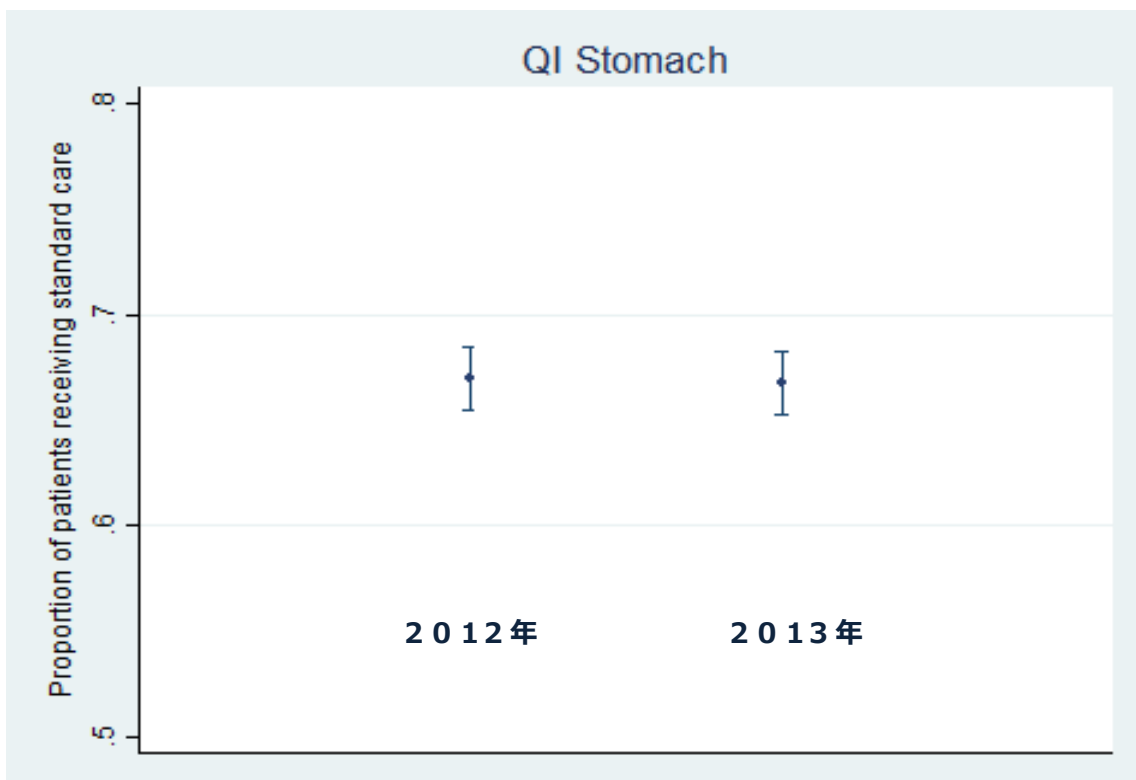 QI Stomach
Proportion of patients receiving standard care
.8
.7
.6
.5
２０１２年
２０１３年